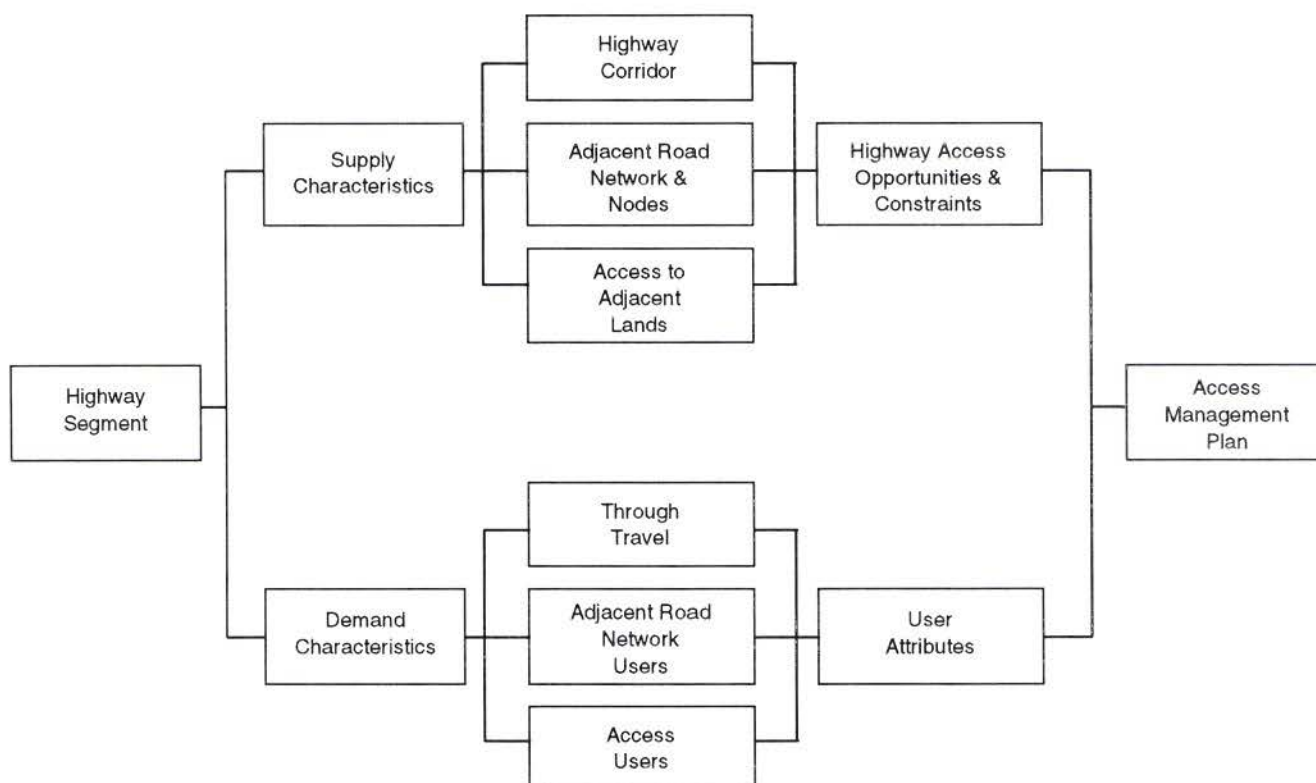 Highway
Corridor
Supply
Characteristics
Adjacent Road
Network &
Nodes
Highway Access
Opportunities &
Constraints
Access to
Adjacent
Lands
Highway
Segment
Access
Management
Plan
Through
Travel
Demand
Characteristics
Adjacent Road
Network
Users
User
Attributes
Access
Users